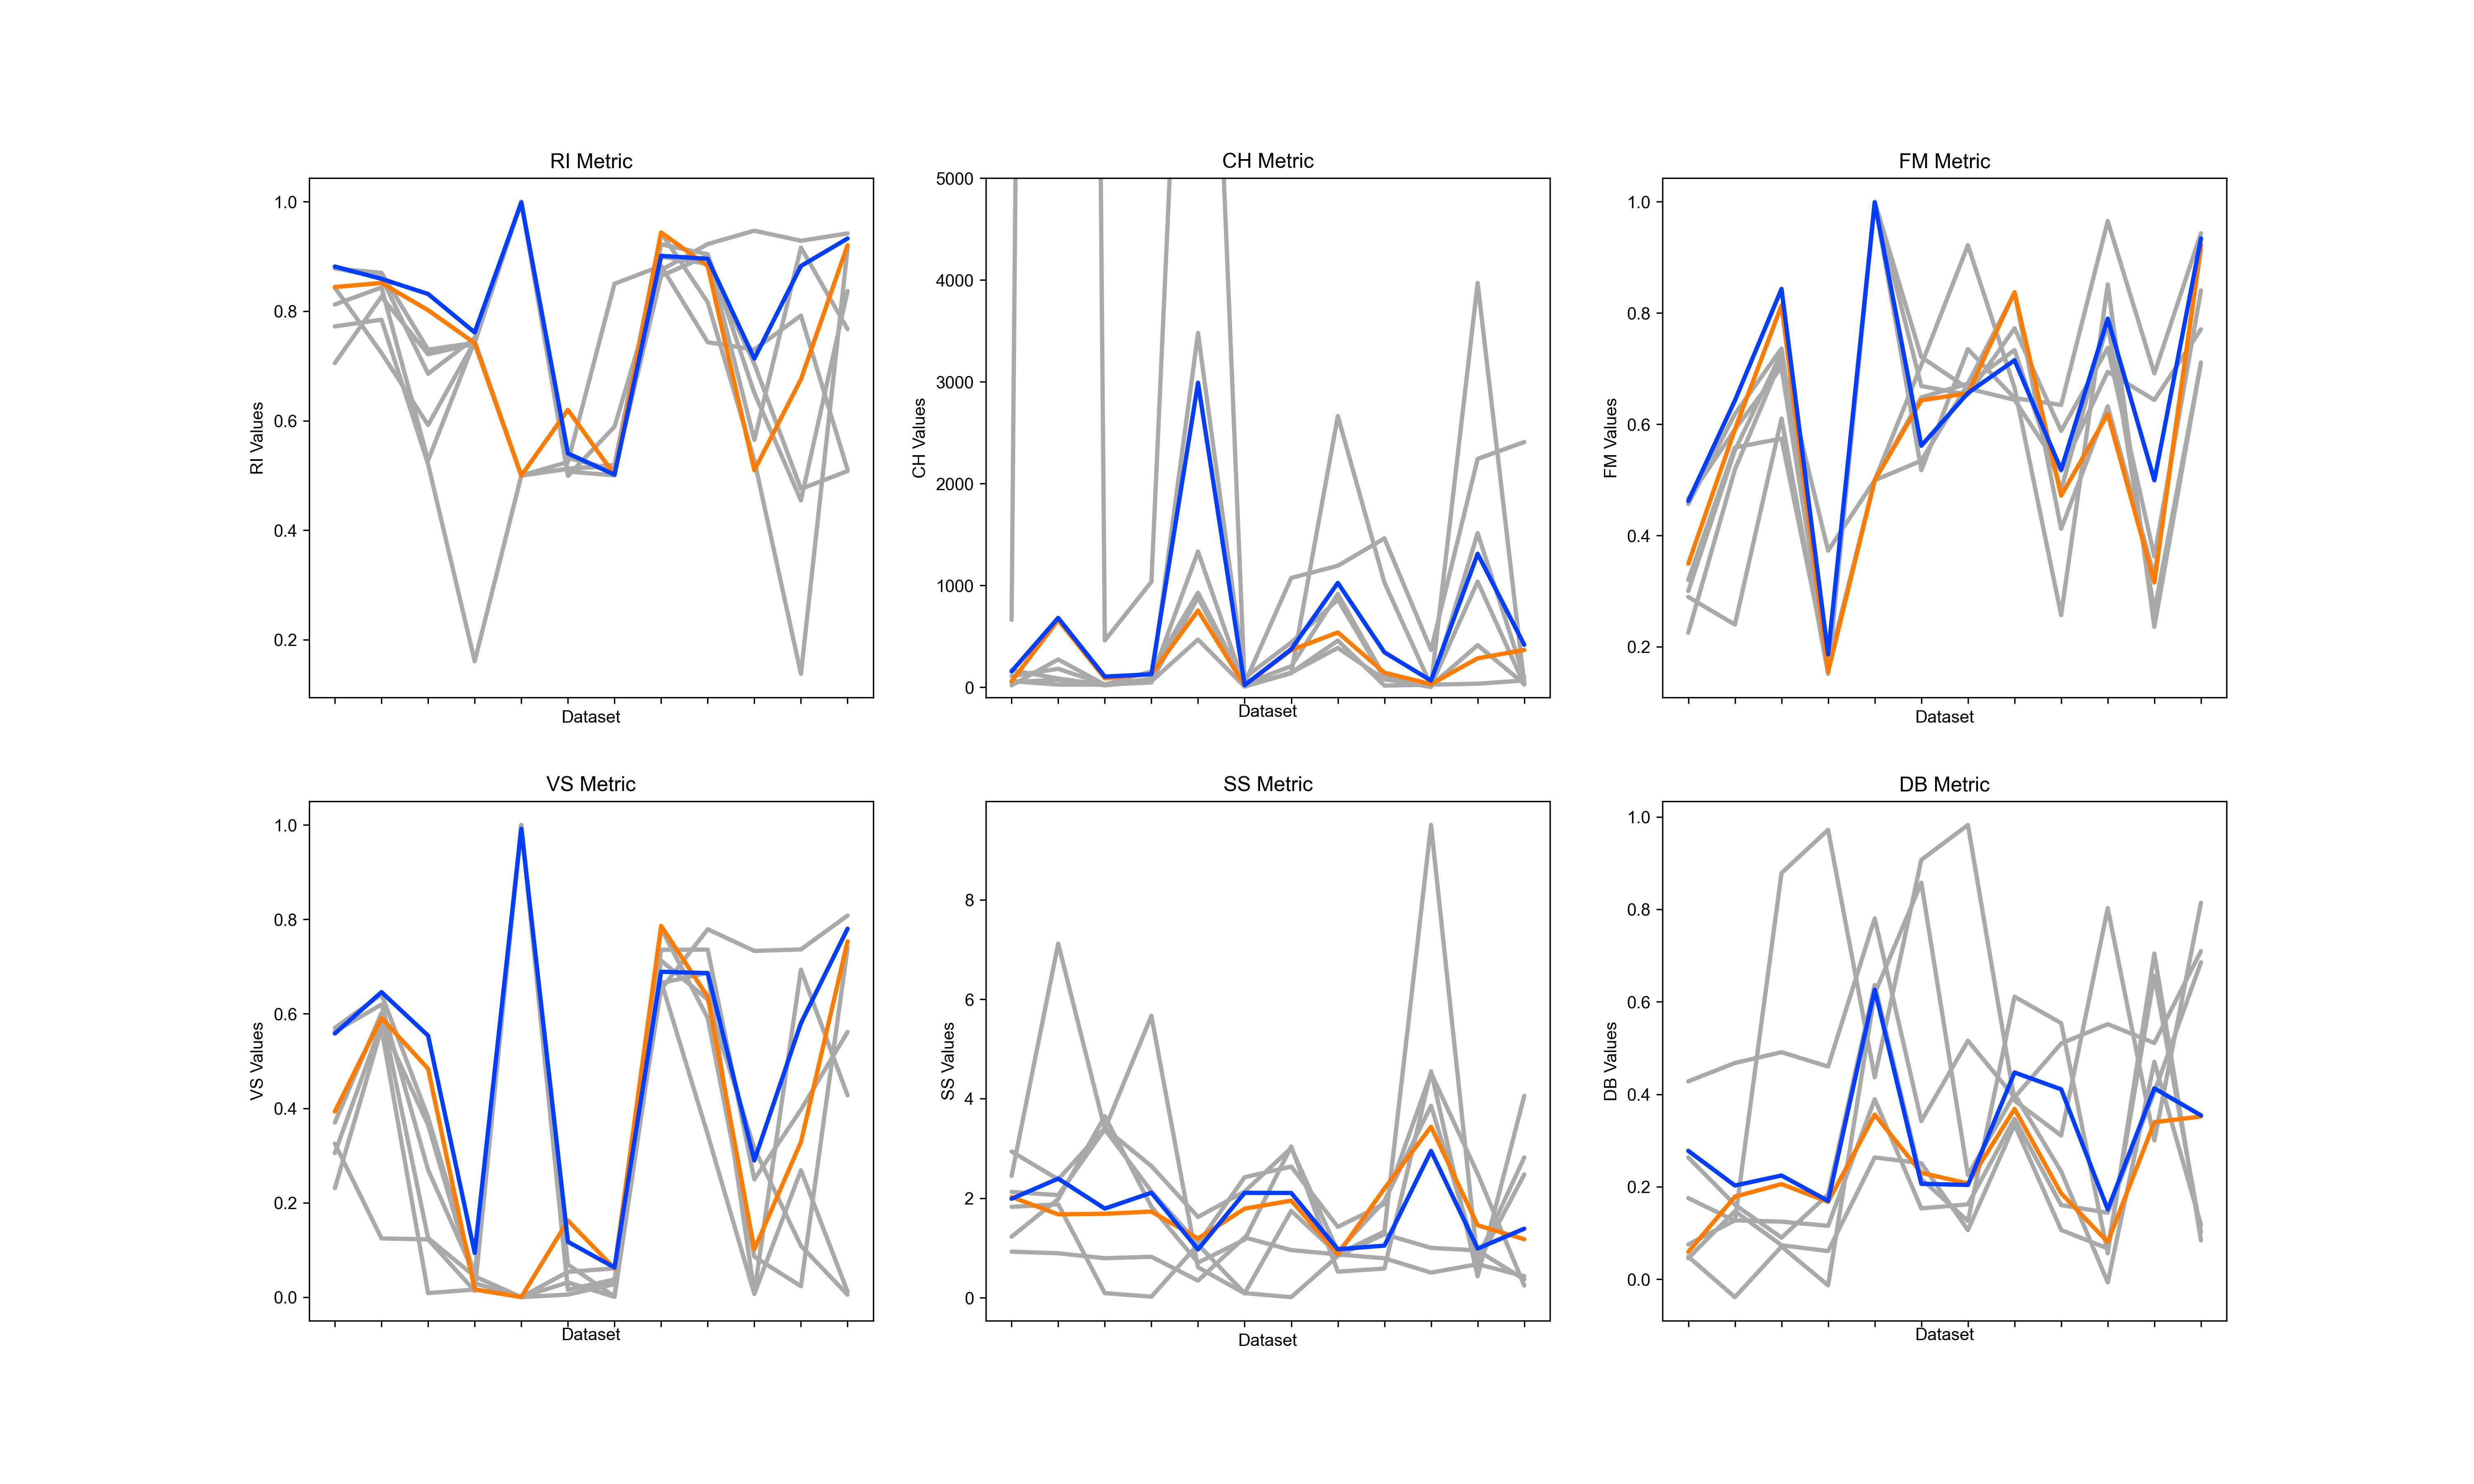 RI Metric
RI Values
1.0
0.8
0.6
0.4
0.2
Dataset
CH Metric
CH Values
5000
4000
3000
2000
1000
0
Dataset
FM Metric
FM Values
1.0
0.8
0.6
0.4
0.2
Dataset
VS Metric
VS Values
1.0
0.8
0.6
0.4
0.2
0.0
Dataset
SS Metric
SS Values
8
6
4
2
0
Dataset
DB Metric
DB Values
1.0
0.8
0.6
0.4
0.2
0.0
Dataset